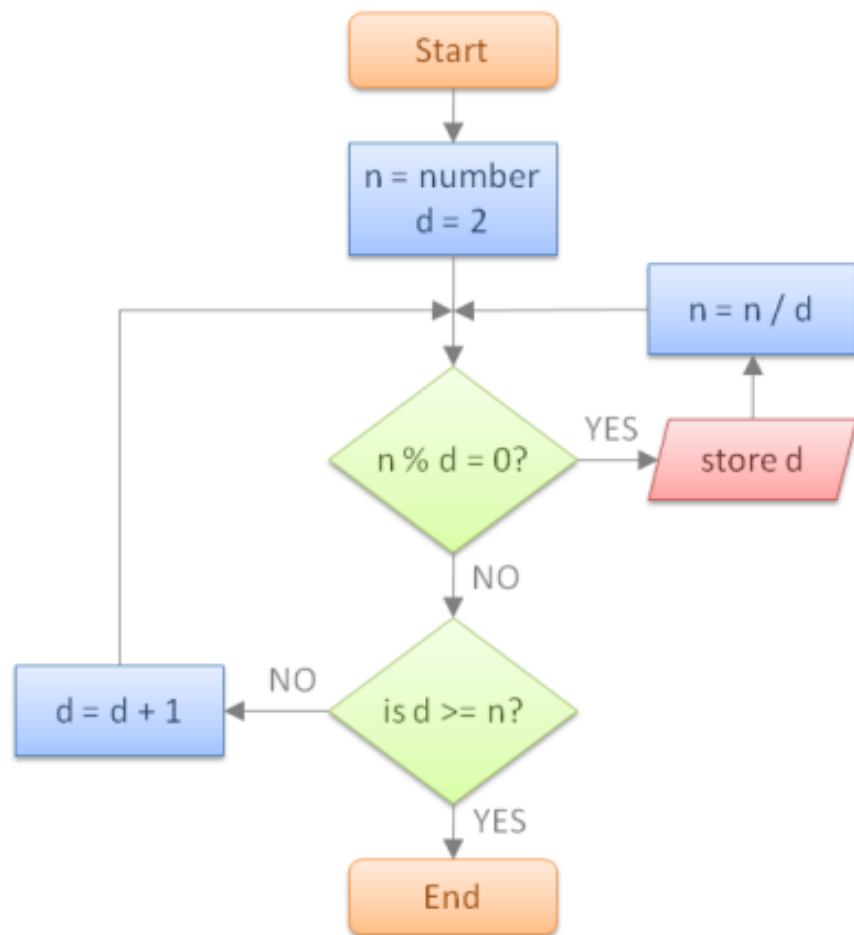 Start
n = number
d = 2
n = n / d
n % d = 0?
YES
store d
NO
is d >= n?
NO
d = d + 1
YES
End